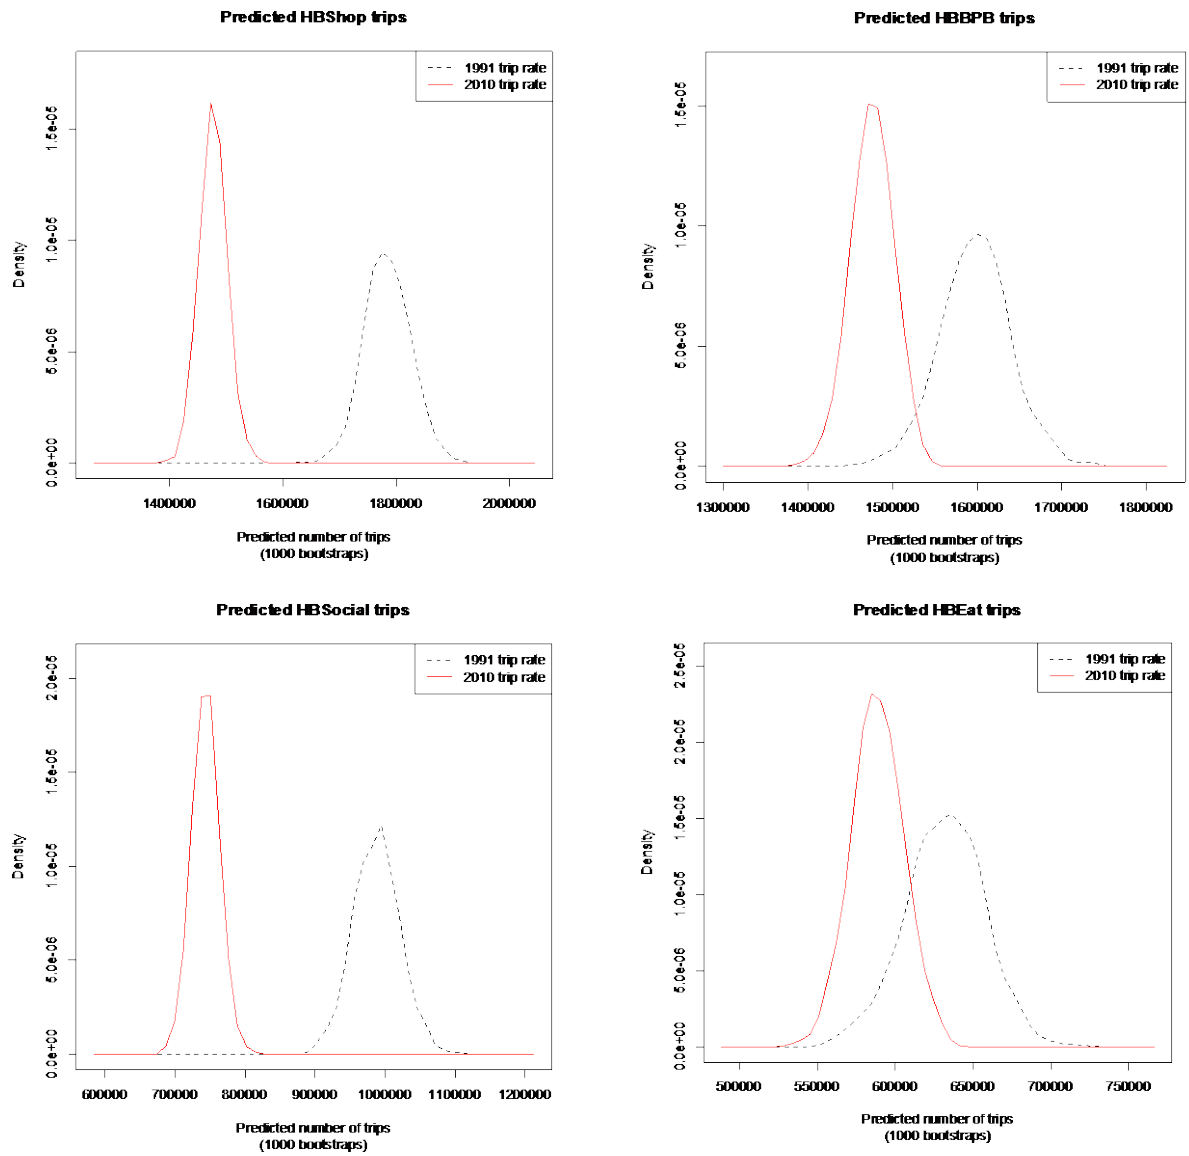 Predicted HBShop trips
1991 trip rate
2010 trip rate
Density
0.0e+00
5.0e-06
1.0e-05
1.5e-05
1400000
1600000
1800000
2000000
Predicted number of trips
(1000 bootstraps)
Predicted HBBPB trips
1991 trip rate
2010 trip rate
Density
0.0e+00
5.0e-06
1.0e-05
1.5e-05
1300000
1400000
1500000
1600000
1700000
1800000
Predicted number of trips
(1000 bootstraps)
Predicted HBSocial trips
1991 trip rate
2010 trip rate
Density
0.0e+00
5.0e-06
1.0e-05
1.5e-05
2.0e-05
600000
700000
800000
900000
1000000
1100000
1200000
Predicted number of trips
(1000 bootstraps)
Predicted HBEat trips
1991 trip rate
2010 trip rate
Density
0.0e+00
5.0e-06
1.0e-05
1.5e-05
2.0e-05
2.5e-05
500000
550000
600000
650000
700000
750000
Predicted number of trips
(1000 bootstraps)